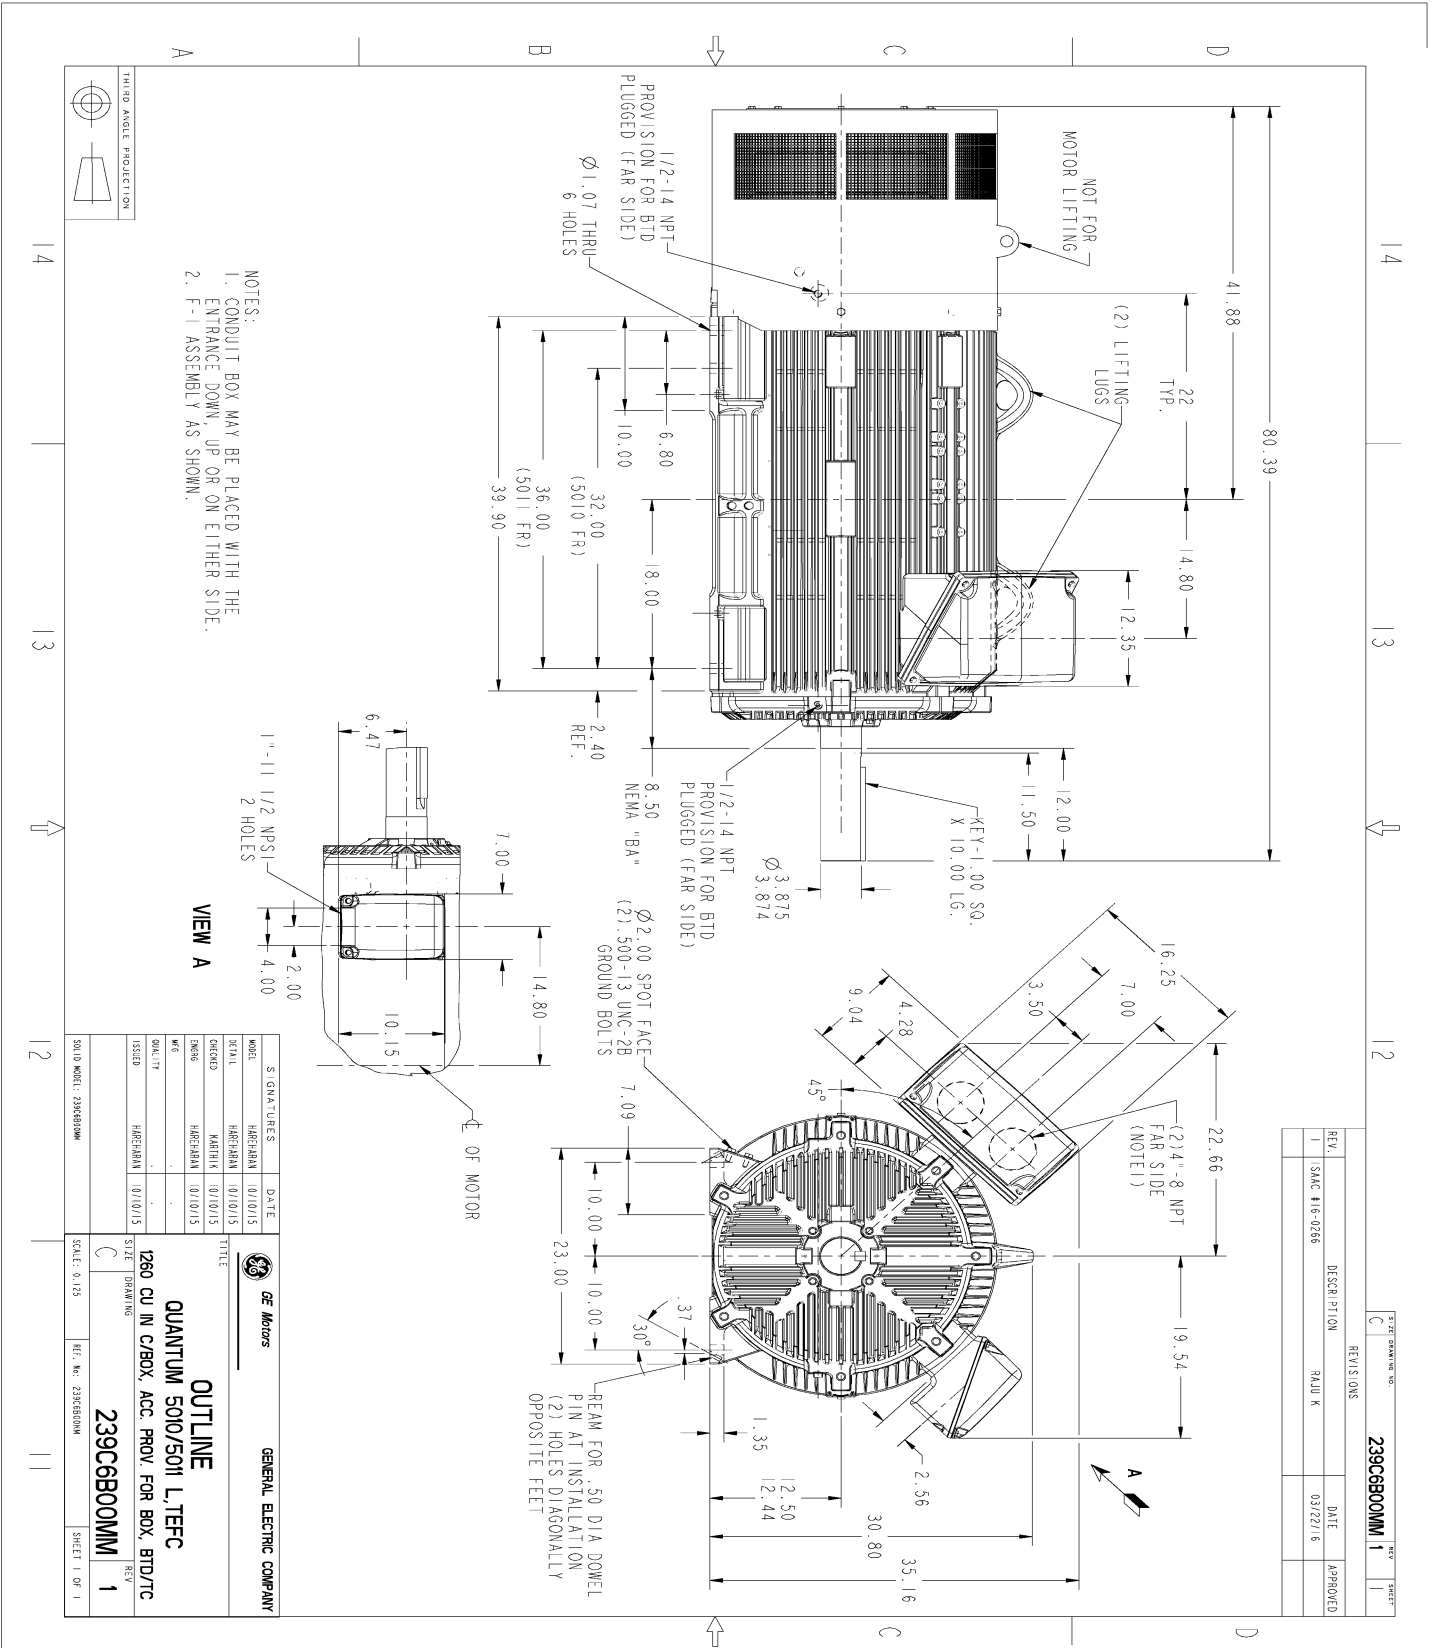 14
13
12
11
D
C
SIZE
DRAWING NO.
REV
SHEET
C
239C6B00MM
1
1
REVISIONS
REV.
DESCRIPTION
DATE
APPROVED
1
ISAAC #16-0266
RAJU K
03/22/16
80.39
41.88
22
TYP.
14.80
12.35
12.00
11.50
NOT FOR
MOTOR LIFTING
(2) LIFTING
LUGS
KEY-1.00 SQ.
X 10.00 LG.
Ø 3.875
3.874
1/2-14 NPT
PROVISION FOR BTD
PLUGGED (FAR SIDE)
Ø1.07 THRU
6 HOLES
6.80
10.00
32.00
(5010 FR)
36.00
(5011 FR)
39.90
18.00
2.40
REF.
8.50
NEMA "BA"
1/2-14 NPT
PROVISION FOR BTD
PLUGGED (FAR SIDE)
16.25
7.00
3.50
4.28
9.04
45°
22.66
(2)4"-8 NPT
FAR SIDE
(NOTE1)
19.54
A
2.56
12.50
12.44
30.80
35.16
1.35
Ø2.00 SPOT FACE
(2).500-13 UNC-2B
GROUND BOLTS
7.09
10.00
10.00
23.00
.37
30°
REAM FOR .50 DIA DOWEL
PIN AT INSTALLATION
(2) HOLES DIAGONALLY
OPPOSITE FEET
6.47
1"-11 1/2 NPSI
2 HOLES
7.00
14.80
10.15
2.00
4.00
VIEW A
℄ OF MOTOR
NOTES:
1. CONDUIT BOX MAY BE PLACED WITH THE
ENTRANCE DOWN, UP OR ON EITHER SIDE.
2. F-1 ASSEMBLY AS SHOWN.
THIRD ANGLE PROJECTION
SIGNATURES
DATE
MODEL
HAREHARAN
10/10/15
DETAIL
HAREHARAN
10/10/15
CHECKED
KARTHIK
10/10/15
ENGRG
HAREHARAN
10/10/15
MFG
.
.
QUALITY
.
.
ISSUED
HAREHARAN
10/10/15
SOLID MODEL: 239C6B00MM
GE Motors
GENERAL ELECTRIC COMPANY
TITLE
OUTLINE
QUANTUM 5010/5011 L,TEFC
1260 CU IN C/BOX, ACC. PROV. FOR BOX, BTD/TC
SIZE
DRAWING
REV
C
239C6B00MM
1
SCALE: 0.125
REF. No: 239C6B00KM
SHEET 1 OF 1
A
B
C
D
14
13
12
11